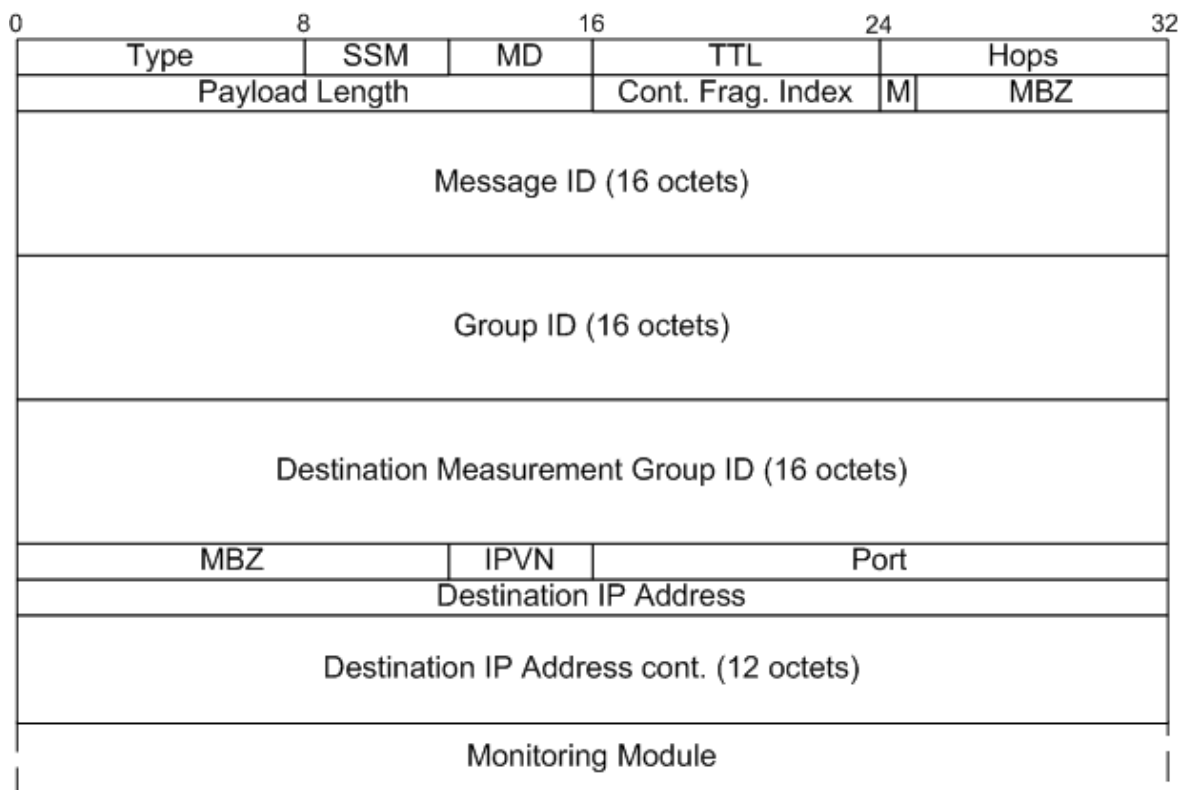 0 8 16 24 32
Type SSM MD TTL Hops
Payload Length Cont. Frag. Index M MBZ
Message ID (16 octets)
Group ID (16 octets)
Destination Measurement Group ID (16 octets)
MBZ IPVN Port
Destination IP Address
Destination IP Address cont. (12 octets)
Monitoring Module